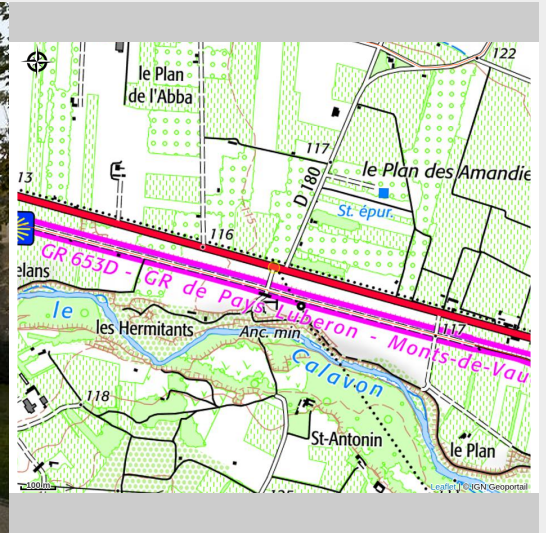 122
le Plan
de l'Abba
117
le Plan des Amandie
13
D 180
St. épur.
115
116
GR 653D - GR de Pays Luberon - Monts-de-Vau
elans
le
les Hermitants
Anc. min.
117
Calavon
118
St-Antonin
le Plan
100 m
Leaflet | © IGN Geoportail